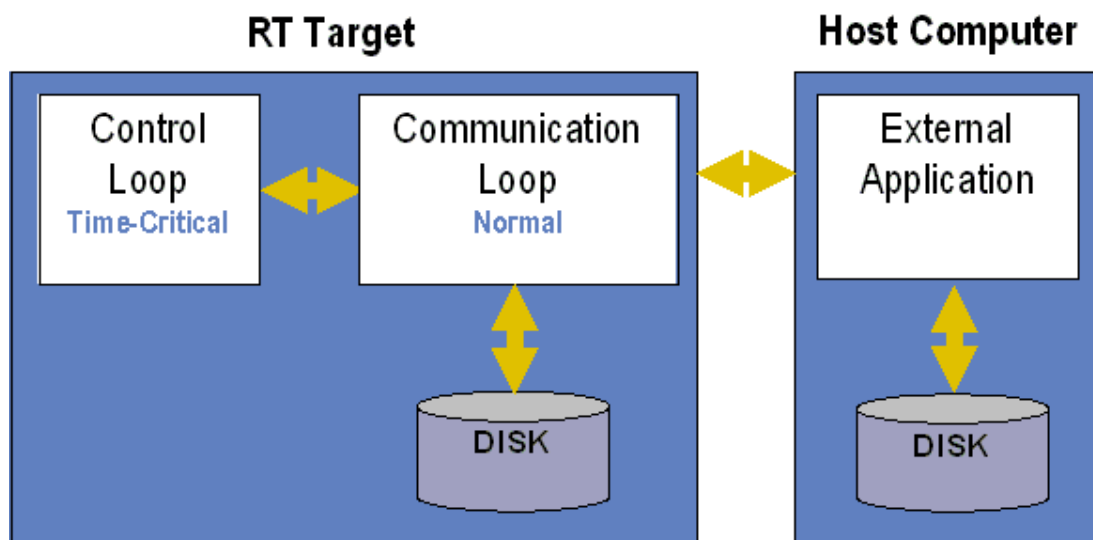 RT Target
Host Computer
Control
Loop
Time-Critical
Communication
Loop
Normal
External
Application
DISK
DISK